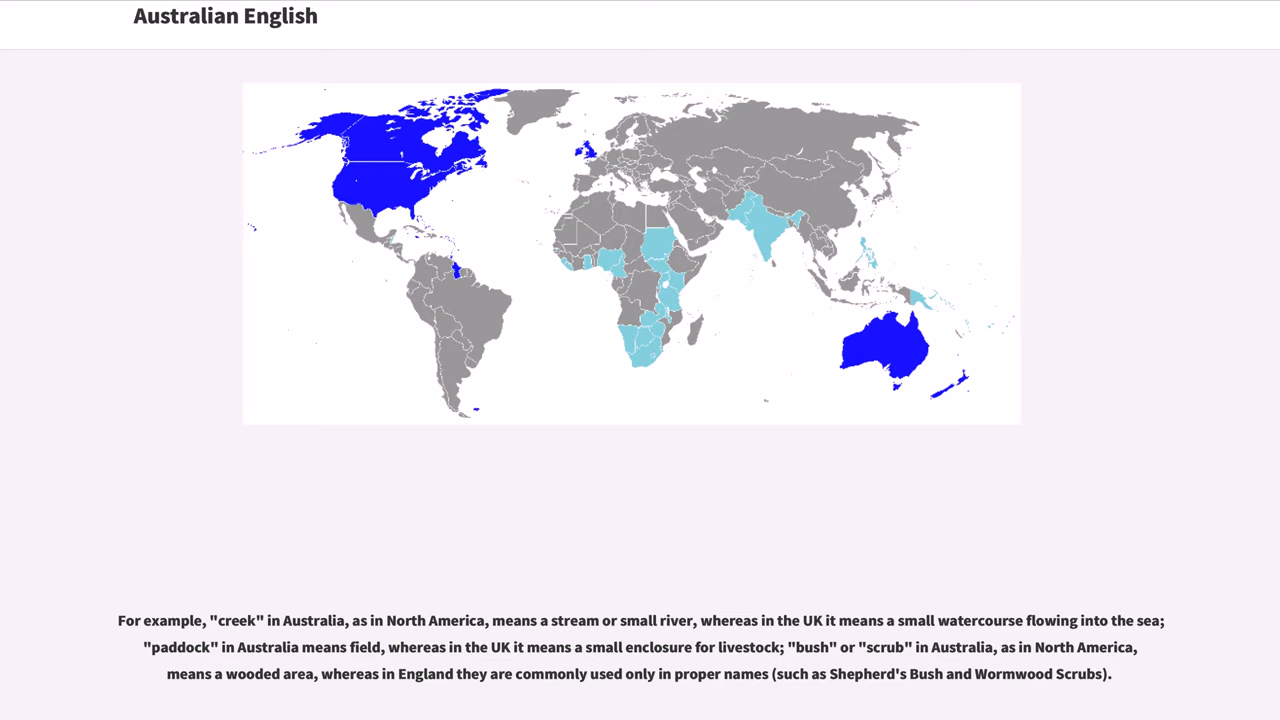 Australian English
For example, "creek" in Australia, as in North America, means a stream or small river, whereas in the UK it means a small watercourse flowing into the sea;
"paddock" in Australia means field, whereas in the UK it means a small enclosure for livestock; "bush" or "scrub" in Australia, as in North America,
means a wooded area, whereas in England they are commonly used only in proper names (such as Shepherd's Bush and Wormwood Scrubs).